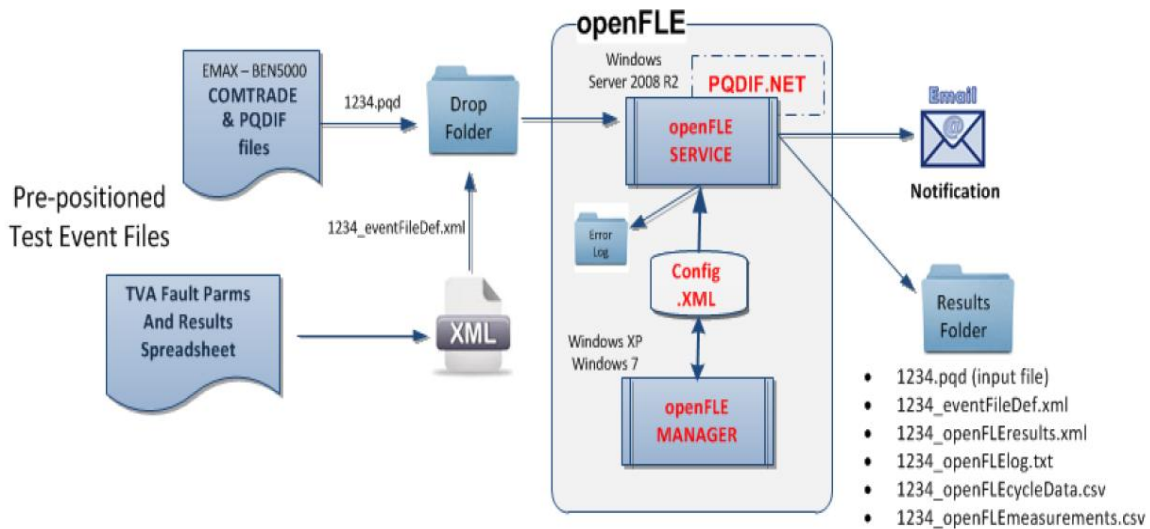 openFLE
EMAX – BEN5000
COMTRADE
& PQDIF
files
1234.pqd
Drop
Folder
Windows
Server 2008 R2
PQDIF.NET
openFLE
SERVICE
Email
@
Notification
Pre-positioned
Test Event Files
1234_eventFileDef.xml
Error
Log
Config
.XML
TVA Fault Parms
And Results
Spreadsheet
XML
Results
Folder
Windows XP
Windows 7
openFLE
MANAGER
• 1234.pqd (input file)
• 1234_eventFileDef.xml
• 1234_openFLEresults.xml
• 1234_openFLElog.txt
• 1234_openFLEcycleData.csv
• 1234_openFLEmeasurements.csv